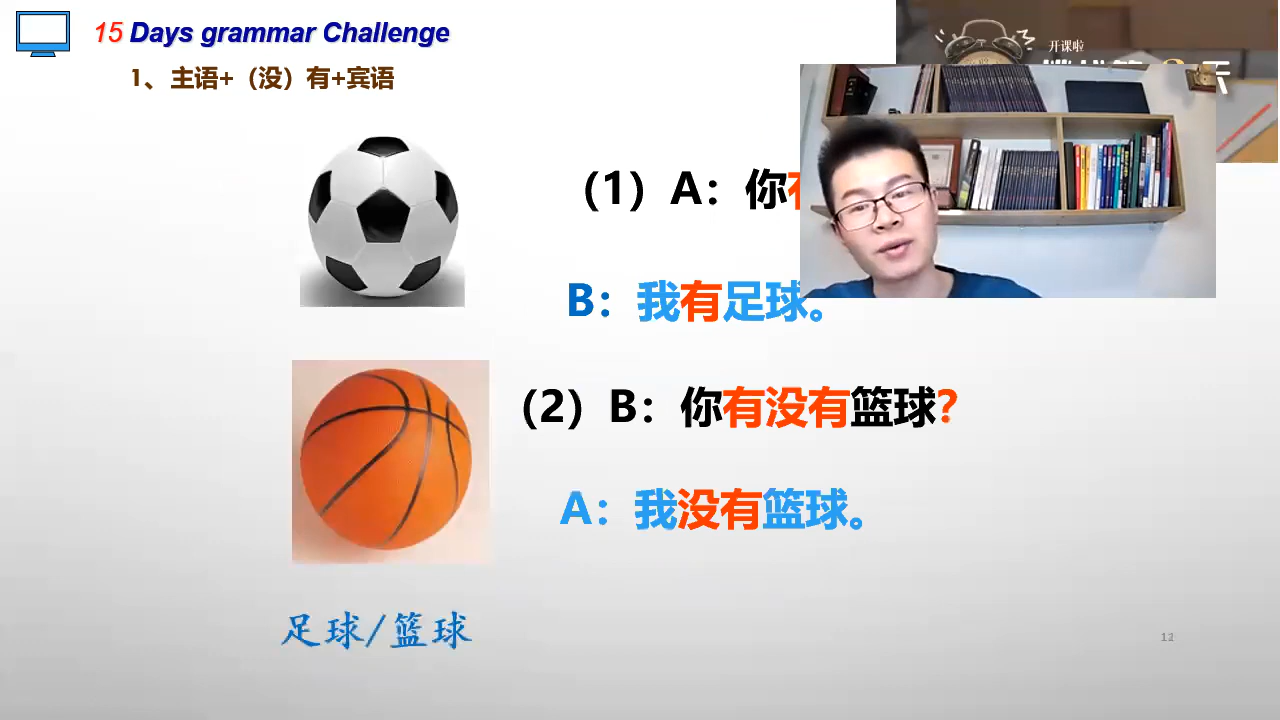 15 Days grammar Challenge
开课啦
1、主语+（没）有+宾语
（1）A：你有
B：我有足球。
（2）B：你有没有篮球？
A：我没有篮球。
足球/篮球
12